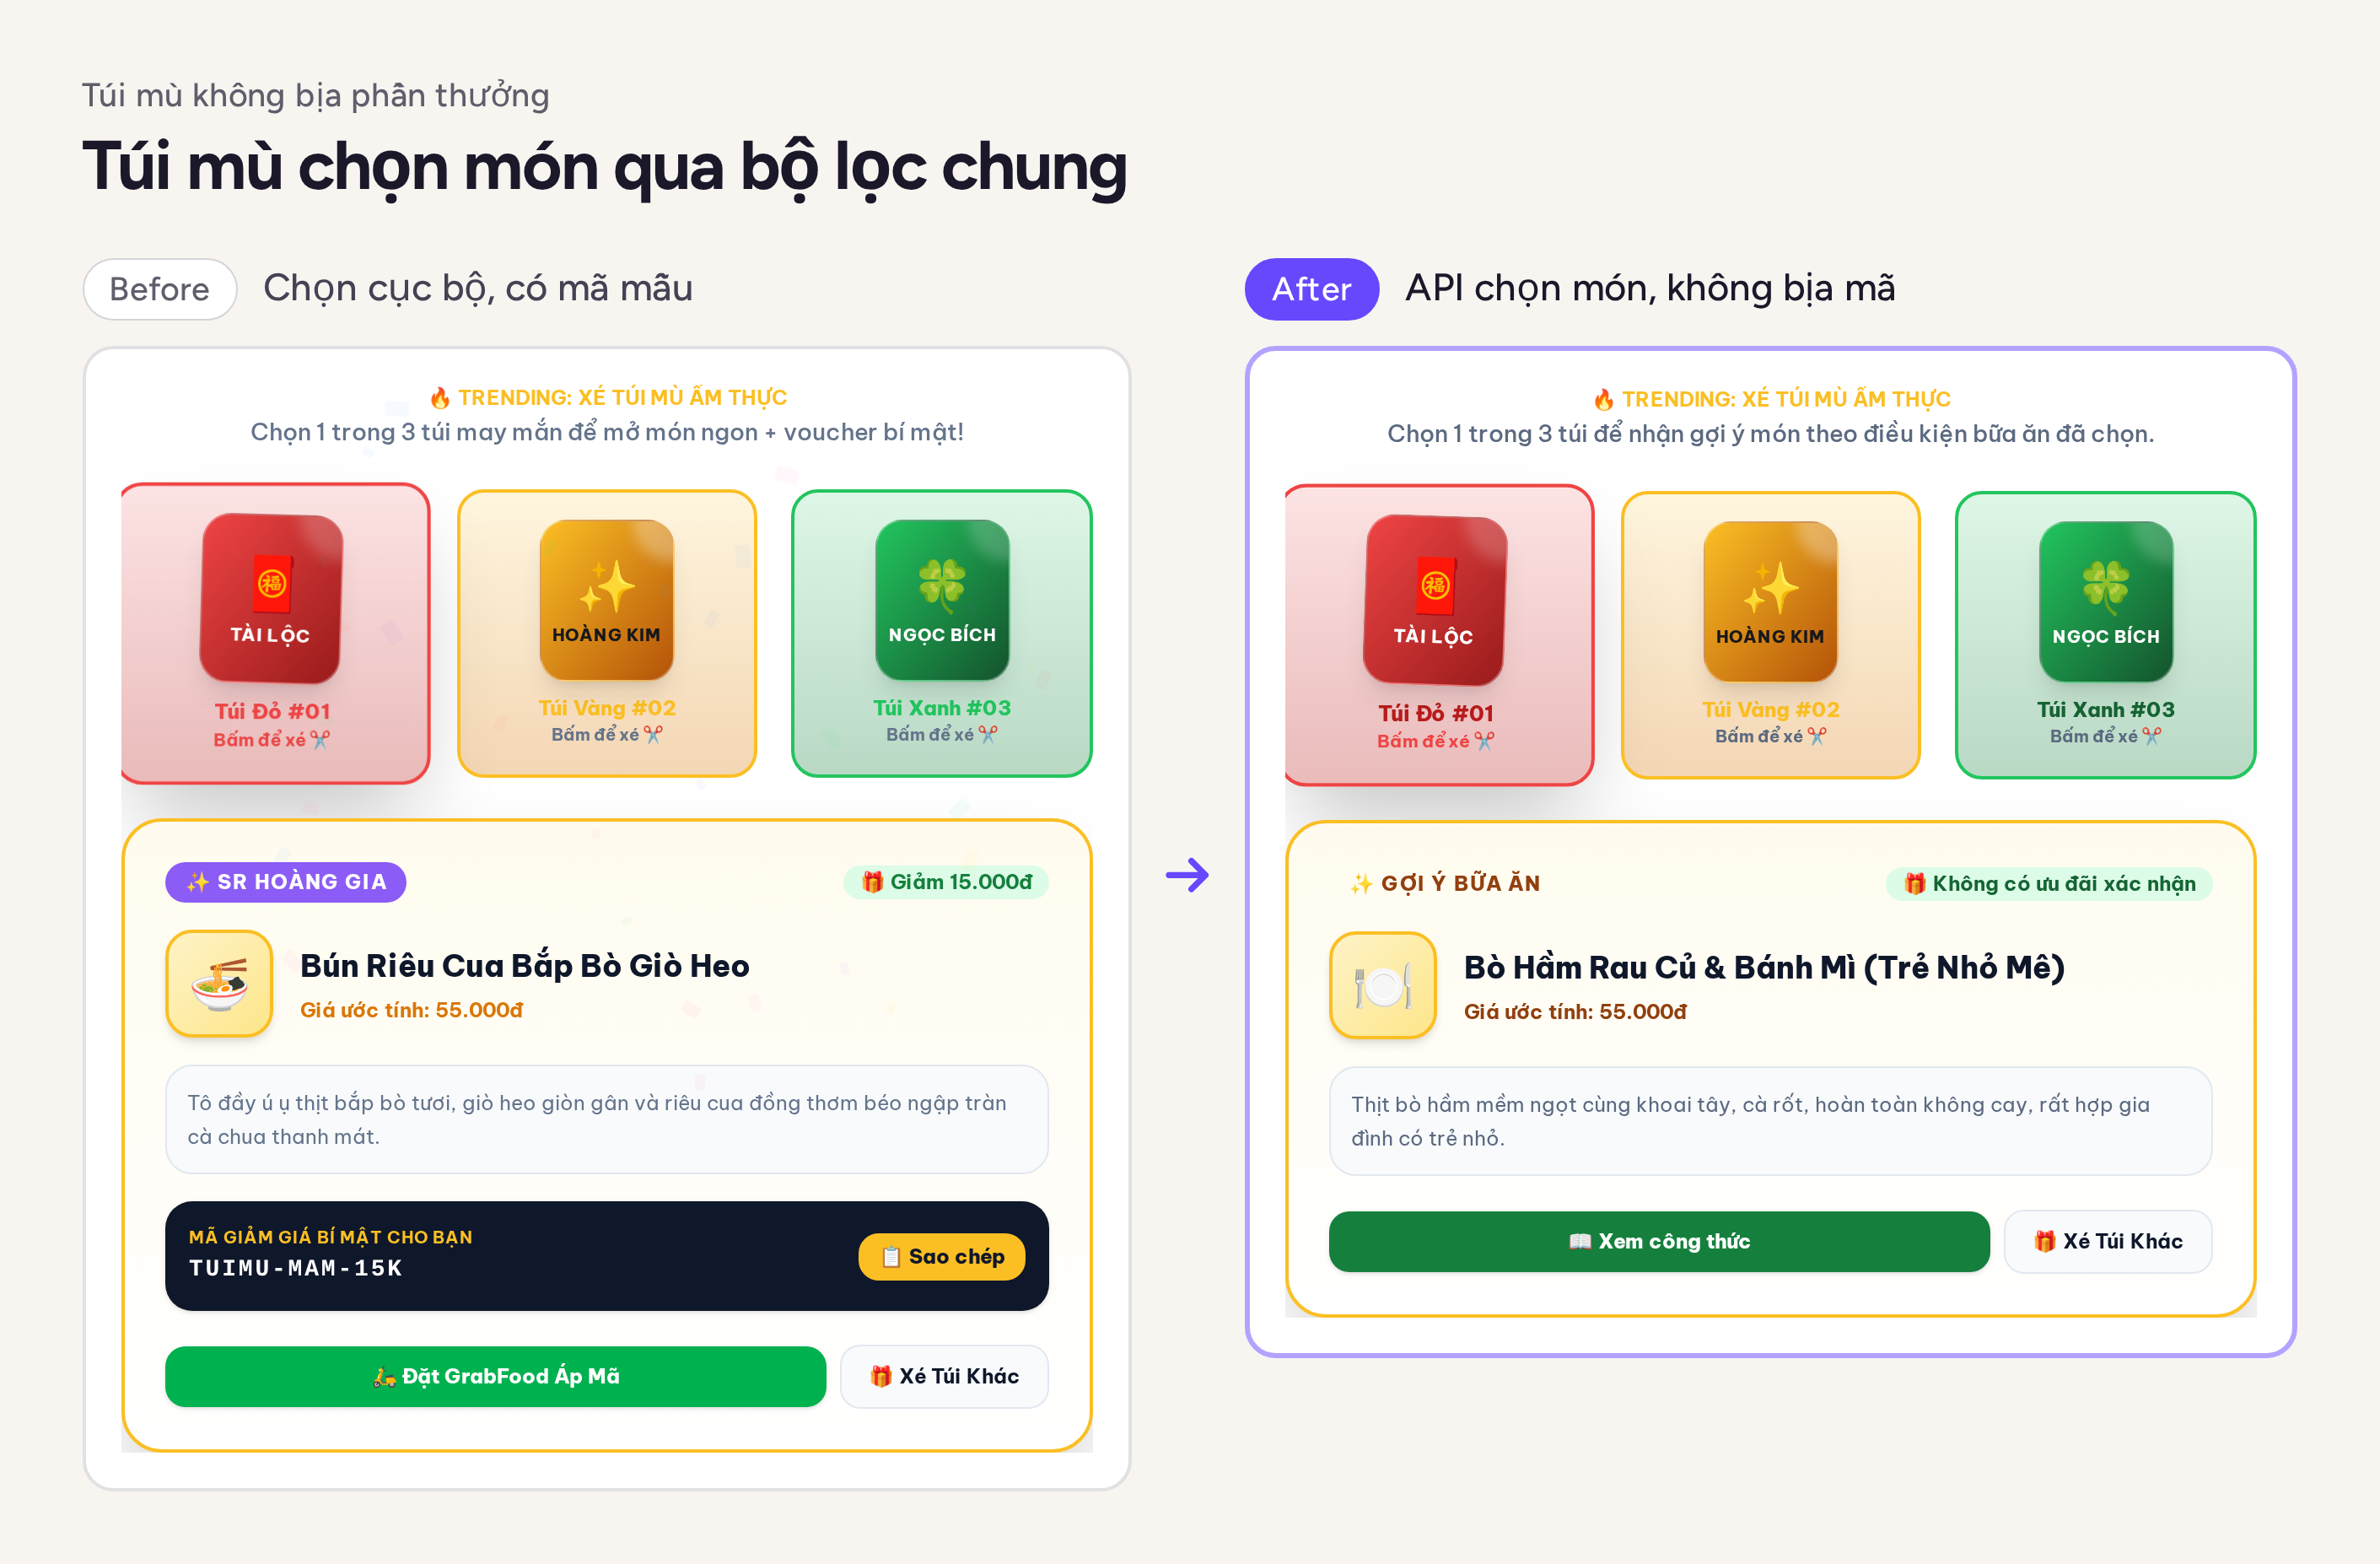 Túi mù không bịa phần thưởng
Túi mù chọn món qua bộ lọc chung
Before
Chọn cục bộ, có mã mẫu
🔥 TRENDING: XÉ TÚI MÙ ẨM THỰC
Chọn 1 trong 3 túi may mắn để mở món ngon + voucher bí mật!
福
TÀI LỘC
Túi Đỏ #01
Bấm để xé ✂️
✨
HOÀNG KIM
Túi Vàng #02
Bấm để xé ✂️
🍀
NGỌC BÍCH
Túi Xanh #03
Bấm để xé ✂️
✨ SR HOÀNG GIA
🎁 Giảm 15.000đ
Bún Riêu Cua Bắp Bò Giò Heo
Giá ước tính: 55.000đ
Tô đầy ú ụ thịt bắp bò tươi, giò heo giòn gân và riêu cua đồng thơm béo ngập tràn
cà chua thanh mát.
MÃ GIẢM GIÁ BÍ MẬT CHO BẠN
TUIMU-MAM-15K
📋 Sao chép
🛵 Đặt GrabFood Áp Mã
🎁 Xé Túi Khác
After
API chọn món, không bịa mã
🔥 TRENDING: XÉ TÚI MÙ ẨM THỰC
Chọn 1 trong 3 túi để nhận gợi ý món theo điều kiện bữa ăn đã chọn.
福
TÀI LỘC
Túi Đỏ #01
Bấm để xé ✂️
✨
HOÀNG KIM
Túi Vàng #02
Bấm để xé ✂️
🍀
NGỌC BÍCH
Túi Xanh #03
Bấm để xé ✂️
✨ GỢI Ý BỮA ĂN
🎁 Không có ưu đãi xác nhận
Bò Hầm Rau Củ & Bánh Mì (Trẻ Nhỏ Mê)
Giá ước tính: 55.000đ
Thịt bò hầm mềm ngọt cùng khoai tây, cà rốt, hoàn toàn không cay, rất hợp gia
đình có trẻ nhỏ.
📖 Xem công thức
🎁 Xé Túi Khác